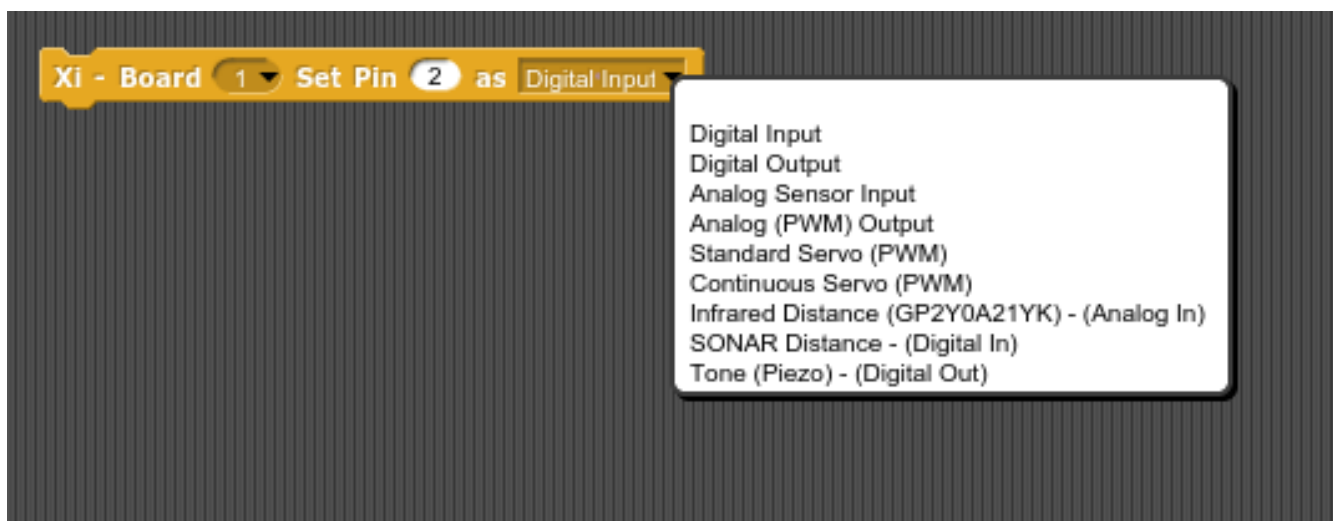 Xi - Board 1 Set Pin 2 as Digital Input
Digital Input
Digital Output
Analog Sensor Input
Analog (PWM) Output
Standard Servo (PWM)
Continuous Servo (PWM)
Infrared Distance (GP2Y0A21YK) - (Analog In)
SONAR Distance - (Digital In)
Tone (Piezo) - (Digital Out)